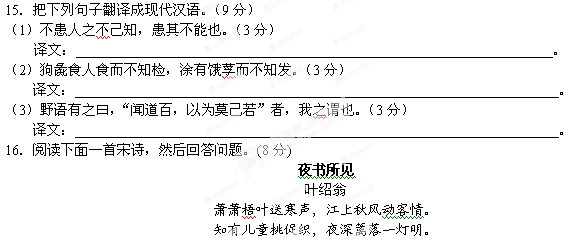 15. 把下列句子翻译成现代汉语。(9 分)
(1) 不患人之不己知,患其不能也。(3 分)
译文:______。
(2) 狗彘食人食而不知检,涂有饿莩而不知发。(3 分)
译文:______。
(3) 野语有之曰,“闻道百,以为莫己若”者,我之谓也。(3 分)
译文:______。
16. 阅读下面一首宋诗,然后回答问题。(8 分)
夜书所见
叶绍翁
萧萧梧叶送寒声,江上秋风动客情。
知有儿童挑促织,夜深篱落一灯明。